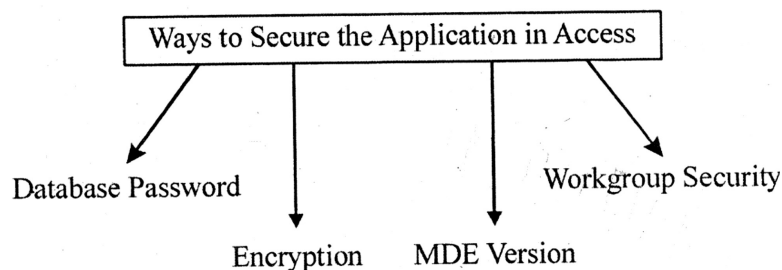 Ways to Secure the Application in Access
Database Password
Workgroup Security
Encryption
MDE Version